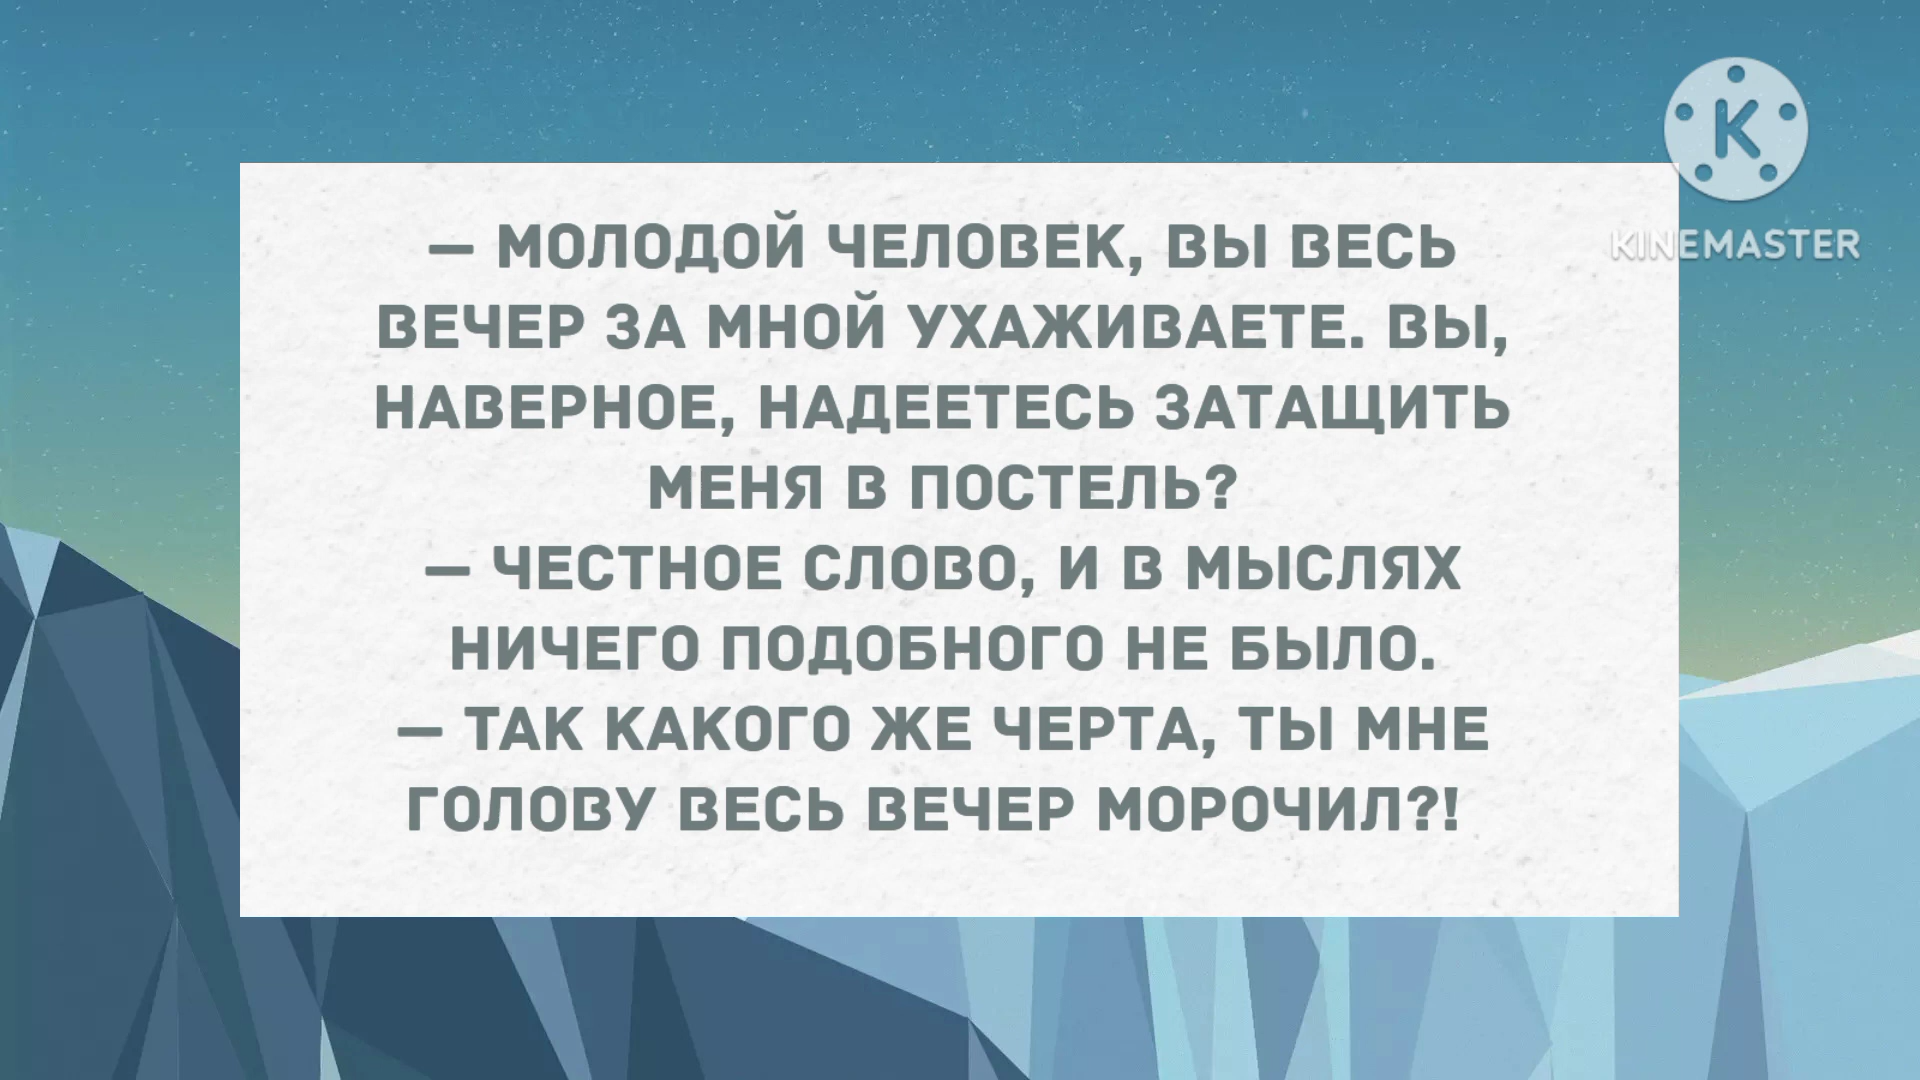 — МОЛОДОЙ ЧЕЛОВЕК, ВЫ ВЕСЬ
ВЕЧЕР ЗА МНОЙ УХАЖИВАЕТЕ. ВЫ,
НАВЕРНОЕ, НАДЕЕТЕСЬ ЗАТАЩИТЬ
МЕНЯ В ПОСТЕЛЬ?
— ЧЕСТНОЕ СЛОВО, И В МЫСЛЯХ
НИЧЕГО ПОДОБНОГО НЕ БЫЛО.
— ТАК КАКОГО ЖЕ ЧЕРТА, ТЫ МНЕ
ГОЛОВУ ВЕСЬ ВЕЧЕР МОРОЧИЛ?!
K
KINEMASTER